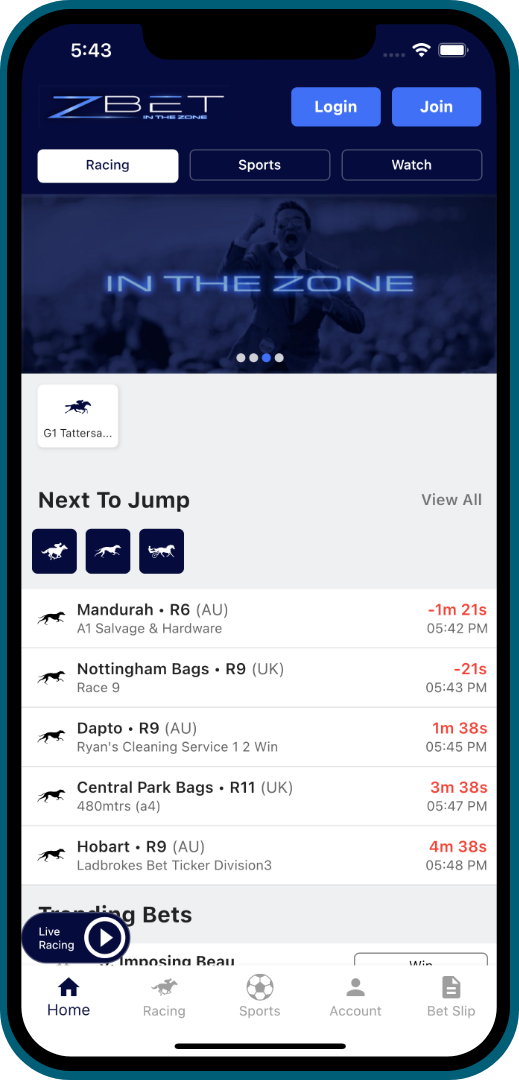 5:43
ZBET
IN THE ZONE
Login
Join
Racing
Sports
Watch
IN THE ZONE
G1 Tattersa...
Next To Jump
View All
Mandurah • R6 (AU)
-1m 21s
A1 Salvage & Hardware
05:42 PM
Nottingham Bags • R9 (UK)
-21s
Race 9
05:43 PM
Dapto • R9 (AU)
1m 38s
Ryan's Cleaning Service 1 2 Win
05:45 PM
Central Park Bags • R11 (UK)
3m 38s
480mtrs (a4)
05:47 PM
Hobart • R9 (AU)
4m 38s
Ladbrokes Bet Ticker Division3
05:48 PM
Trending Bets
Live
Racing
Imposing Beau
Win
Home
Racing
Sports
Account
Bet Slip